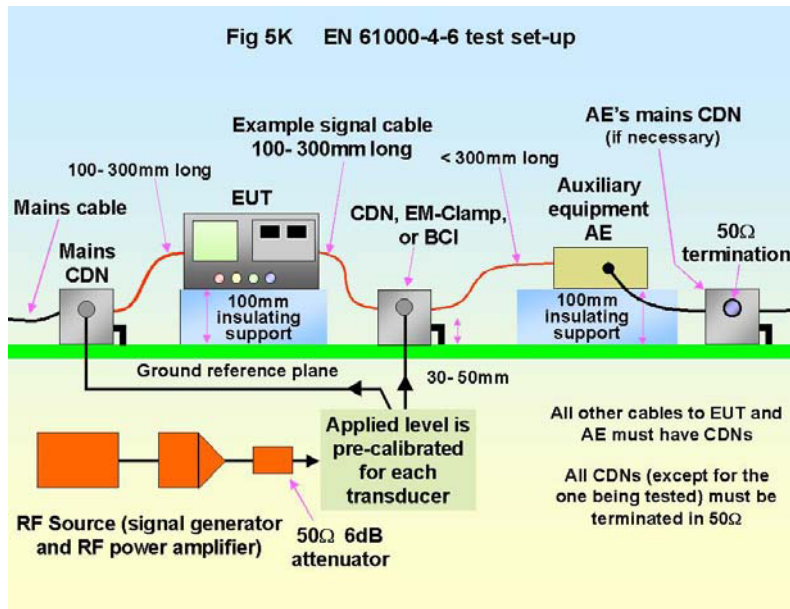 Fig 5K EN 61000-4-6 test set-up
Example signal cable
100- 300mm long
AE's mains CDN
(if necessary)
100- 300mm long
< 300mm long
EUT
Auxiliary
equipment
AE
Mains cable
CDN, EM-Clamp,
or BCI
50Ω
termination
Mains
CDN
100mm
insulating
support
100mm
insulating
support
Ground reference plane
30- 50mm
Applied level is
pre-calibrated
for each
transducer
All other cables to EUT and
AE must have CDNs
All CDNs (except for the
one being tested) must be
terminated in 50Ω
RF Source (signal generator
and RF power amplifier)
50Ω 6dB
attenuator